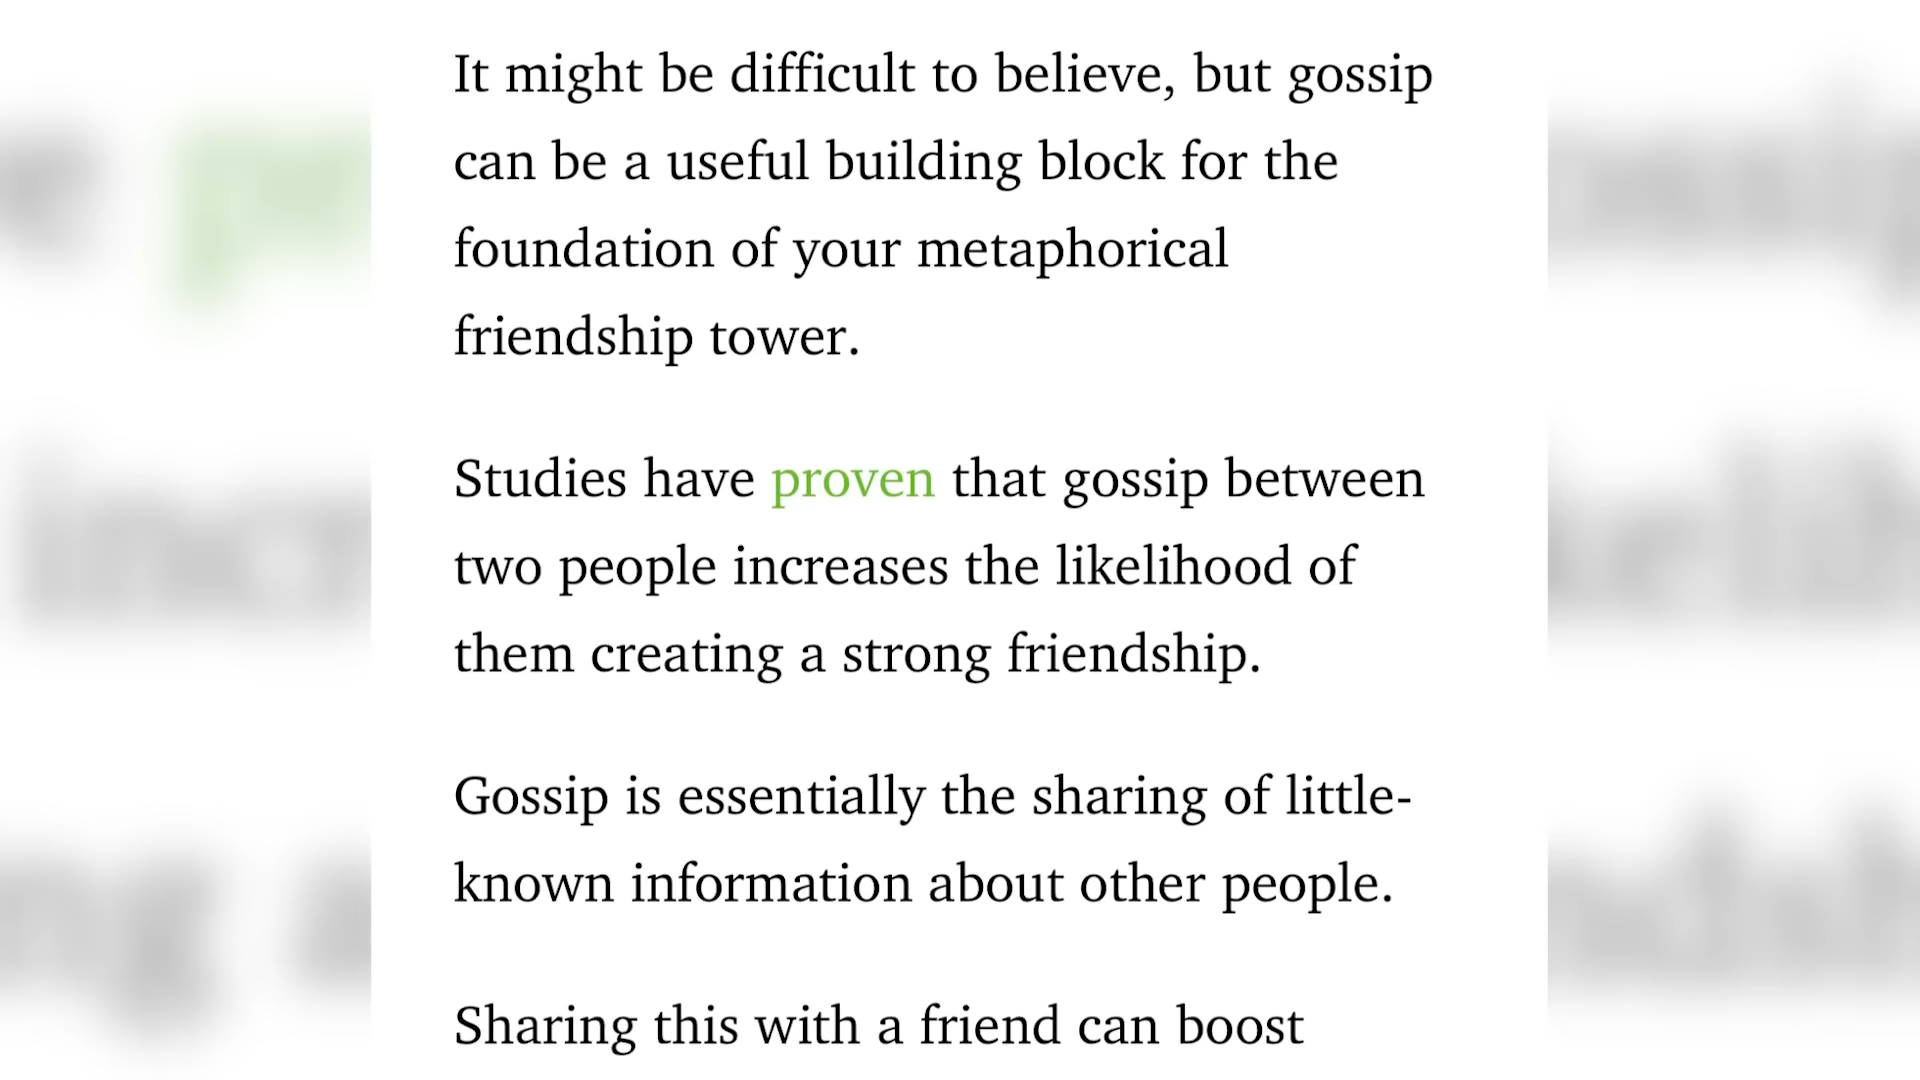 It might be difficult to believe, but gossip
can be a useful building block for the
foundation of your metaphorical
friendship tower.
Studies have proven that gossip between
two people increases the likelihood of
them creating a strong friendship.
Gossip is essentially the sharing of little-
known information about other people.
Sharing this with a friend can boost